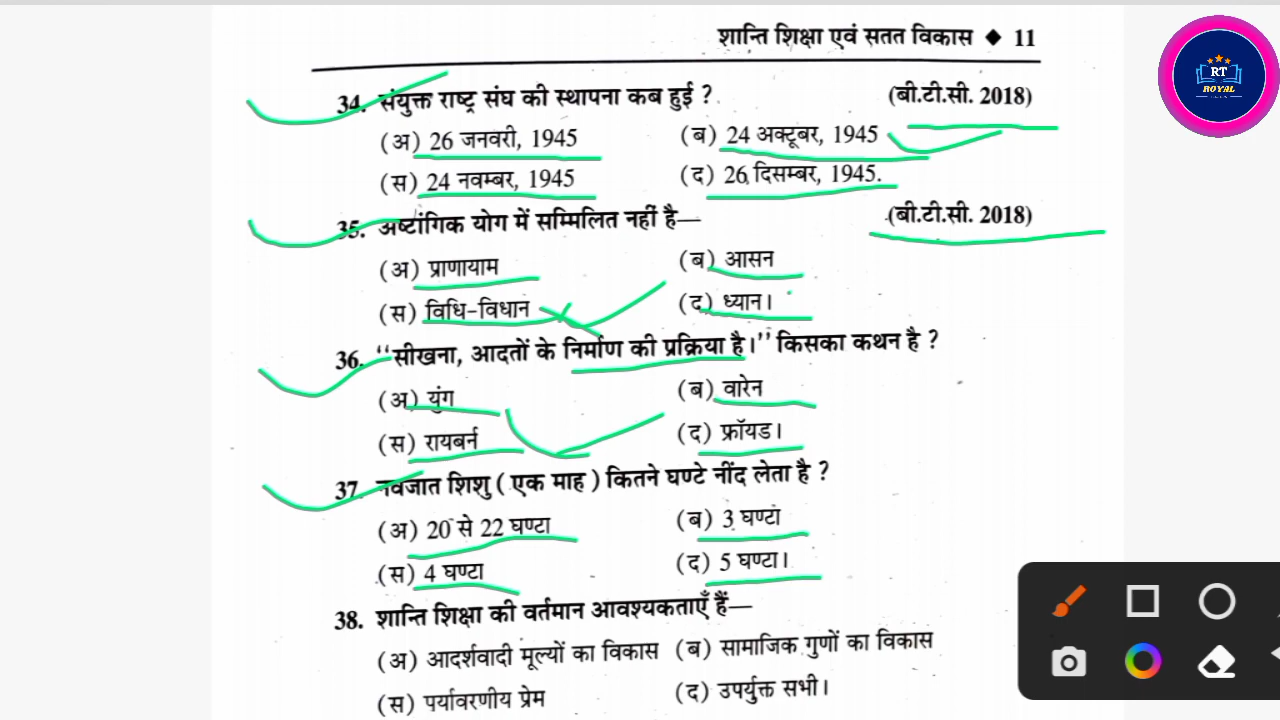 शान्ति शिक्षा एवं सतत विकास ◆ 11
RT
ROYAL
34. संयुक्त राष्ट्र संघ की स्थापना कब हुई ? (बी.टी.सी. 2018)
(अ) 26 जनवरी, 1945 (ब) 24 अक्टूबर, 1945
(स) 24 नवम्बर, 1945 (द) 26 दिसम्बर, 1945.
35. अष्टांगिक योग में सम्मिलित नहीं है— (बी.टी.सी. 2018)
(अ) प्राणायाम (ब) आसन
(स) विधि-विधान (द) ध्यान।
36. "सीखना, आदतों के निर्माण की प्रक्रिया है।" किसका कथन है ?
(अ) युंग (ब) वारेन
(स) रायबर्न (द) फ्रॉयड।
37. नवजात शिशु (एक माह) कितने घण्टे नींद लेता है ?
(अ) 20 से 22 घण्टा (ब) 3 घण्टा
(स) 4 घण्टा (द) 5 घण्टा।
38. शान्ति शिक्षा की वर्तमान आवश्यकताएँ हैं—
(अ) आदर्शवादी मूल्यों का विकास (ब) सामाजिक गुणों का विकास
(स) पर्यावरणीय प्रेम (द) उपर्युक्त सभी।